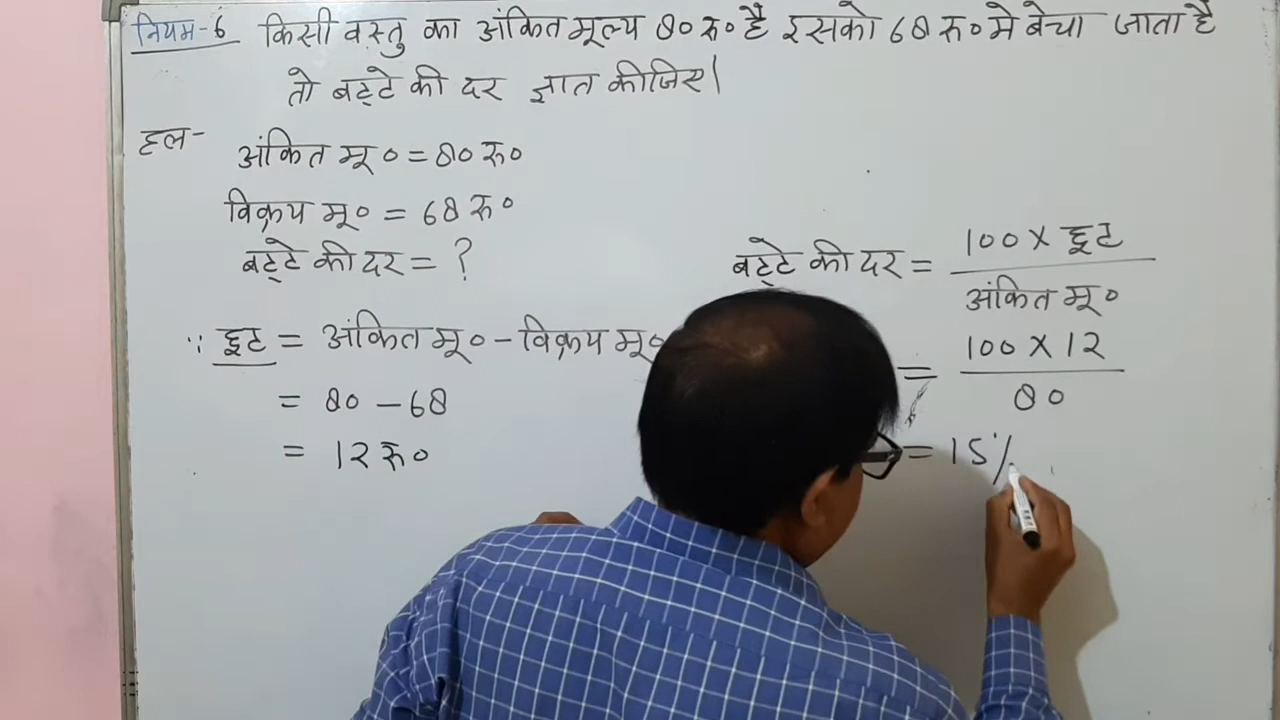 नियम-6 किसी वस्तु का अंकित मूल्य 80 रु० है इसको 68 रु० मे बेचा जाता है
तो बट्टे की दर ज्ञात कीजिए।
हल-
अंकित मू० = 80 रु०
विक्रय मू० = 68 रु०
बट्टे की दर = ?
∵ छूट = अंकित मू० - विक्रय मू०
= 80 - 68
= 12 रु०
बट्टे की दर = 100 X छूट
अंकित मू०
= 100 X 12
80
= 15%